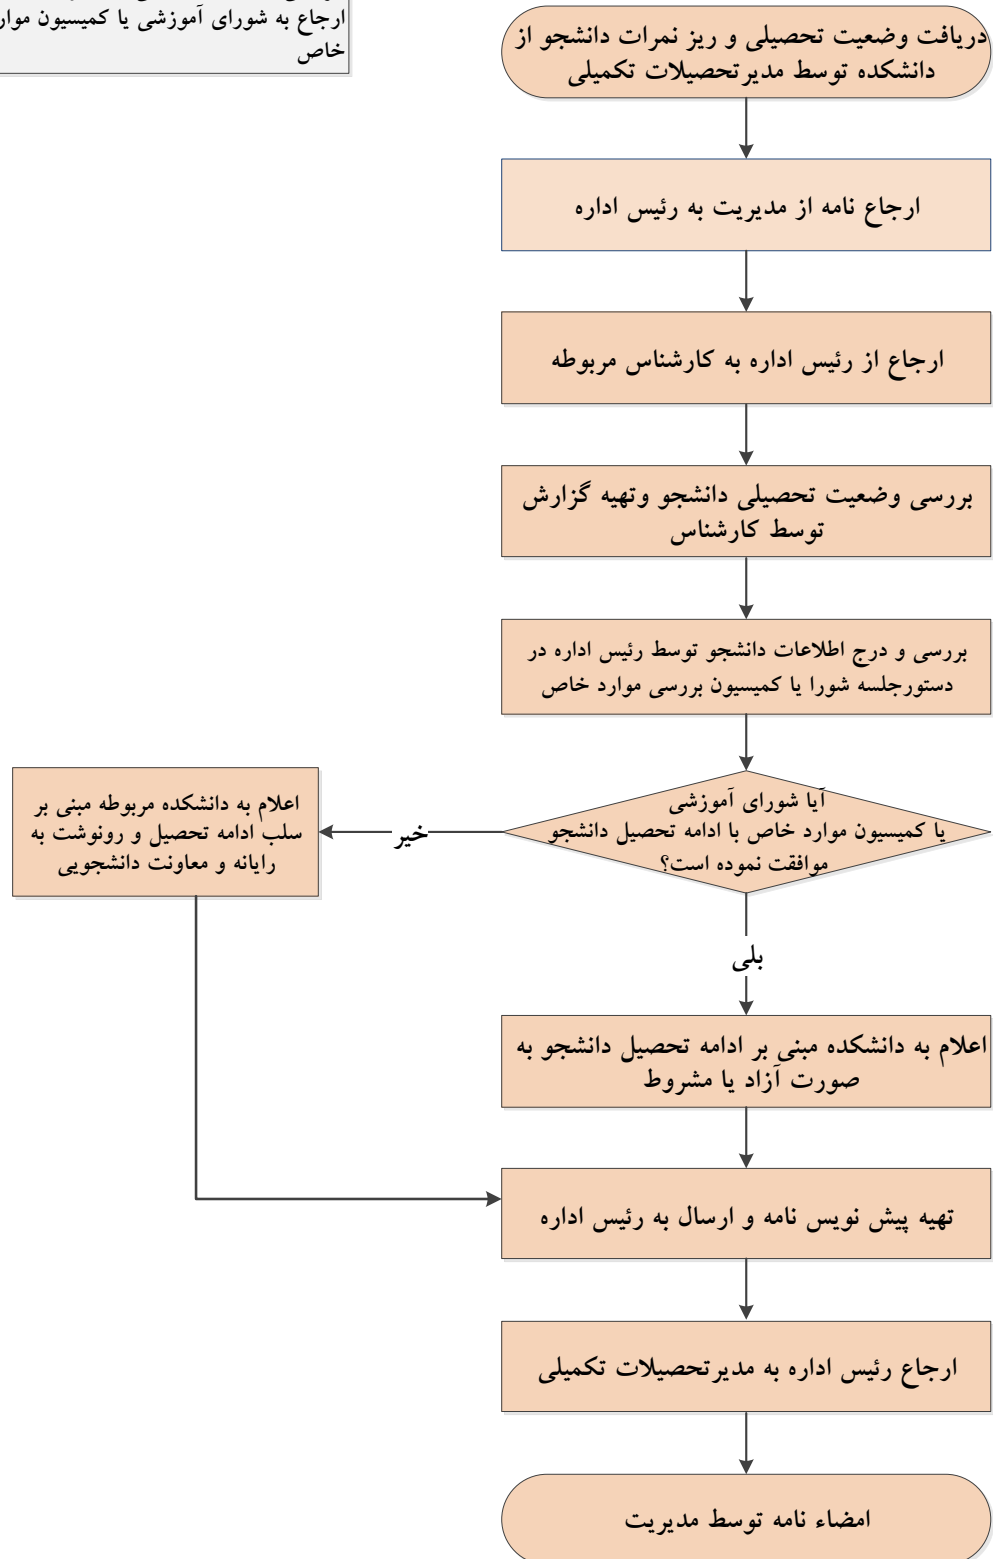 ارجاع به شورای آموزشی یا کمیسیون
خاص
دریافت وضعیت تحصیلی و ریز نمرات دانشجو از
دانشکده توسط مدیرتحصیلات تکمیلی
ارجاع نامه از مدیریت به رئیس اداره
ارجاع از رئیس اداره به کارشناس مربوطه
بررسی وضعیت تحصیلی دانشجو وتهیه گزارش
توسط کارشناس
بررسی و درج اطلاعات دانشجو توسط رئیس اداره در
دستورجلسه شورا یا کمیسیون بررسی موارد خاص
آیا شورای آموزشی
یا کمیسیون موارد خاص با ادامه تحصیل دانشجو
موافقت نموده است؟
خیر
اعلام به دانشکده مربوطه مبنی بر
سلب ادامه تحصیل و رونوشت به
رایانه و معاونت دانشجویی
بلی
اعلام به دانشکده مبنی بر ادامه تحصیل دانشجو به
صورت آزاد یا مشروط
تهیه پیش نویس نامه و ارسال به رئیس اداره
ارجاع رئیس اداره به مدیرتحصیلات تکمیلی
امضاء نامه توسط مدیریت